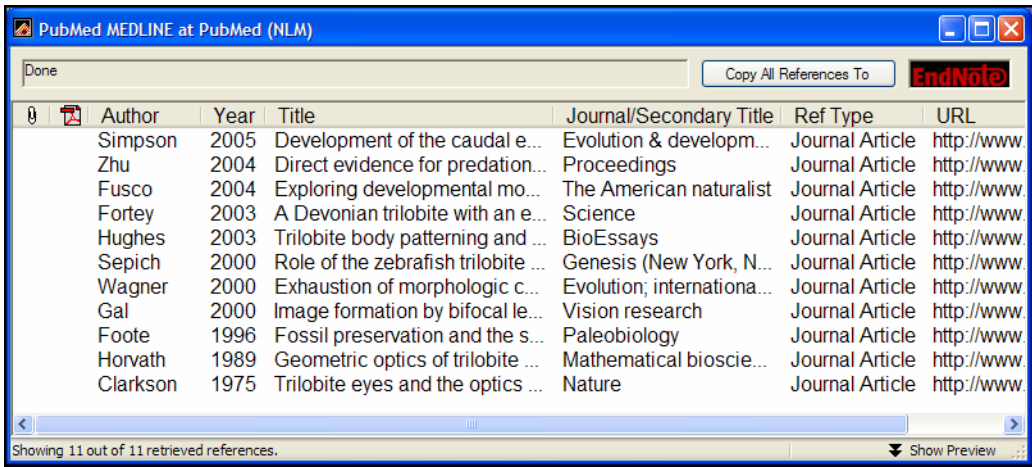 PubMed MEDLINE at PubMed (NLM)
Done Copy All References To EndNote
Author Year Title Journal/Secondary Title Ref Type URL
Simpson 2005 Development of the caudal e... Evolution & developm... Journal Article http://www.
Zhu 2004 Direct evidence for predation... Proceedings Journal Article http://www.
Fusco 2004 Exploring developmental mo... The American naturalist Journal Article http://www.
Fortey 2003 A Devonian trilobite with an e... Science Journal Article http://www.
Hughes 2003 Trilobite body patterning and ... BioEssays Journal Article http://www.
Sepich 2000 Role of the zebrafish trilobite ... Genesis (New York, N... Journal Article http://www.
Wagner 2000 Exhaustion of morphologic c... Evolution; internationa... Journal Article http://www.
Gal 2000 Image formation by bifocal le... Vision research Journal Article http://www.
Foote 1996 Fossil preservation and the s... Paleobiology Journal Article http://www.
Horvath 1989 Geometric optics of trilobite ... Mathematical bioscie... Journal Article http://www.
Clarkson 1975 Trilobite eyes and the optics ... Nature Journal Article http://www.
Showing 11 out of 11 retrieved references. Show Preview